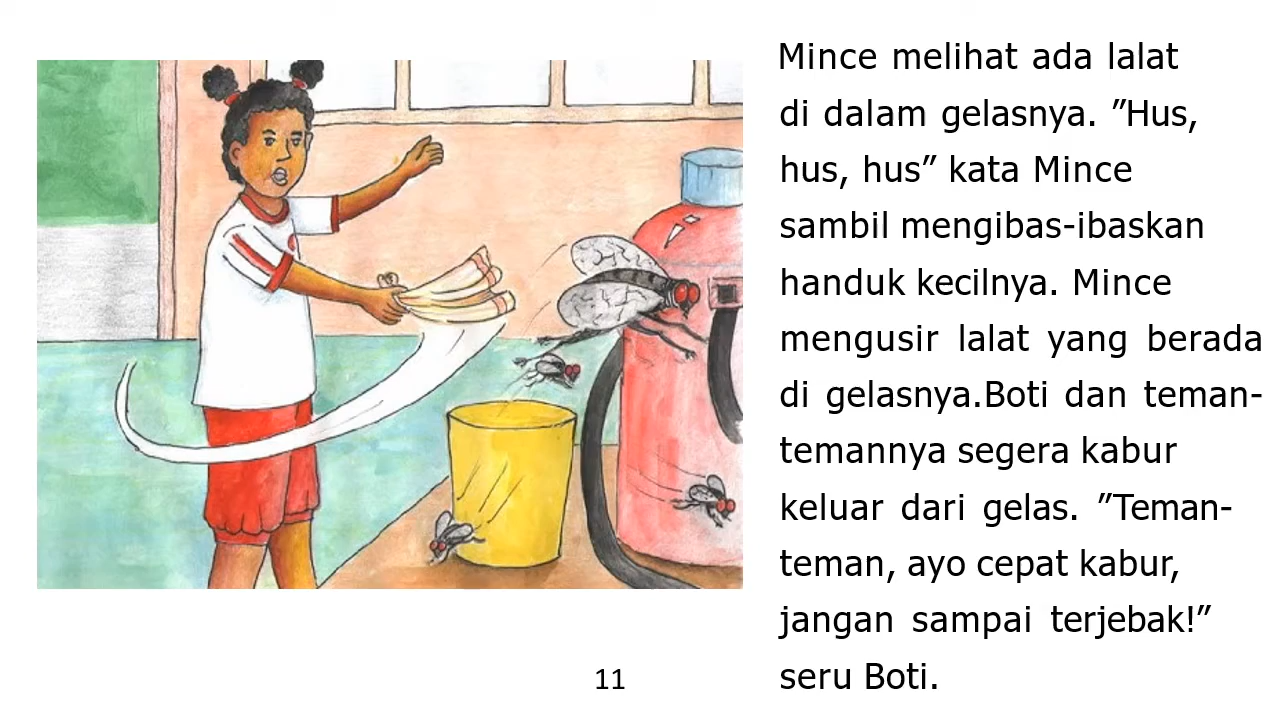 Mince melihat ada lalat
di dalam gelasnya. ”Hus,
hus, hus” kata Mince
sambil mengibas-ibaskan
handuk kecilnya. Mince
mengusir lalat yang berada
di gelasnya.Boti dan teman-
temannya segera kabur
keluar dari gelas. ”Teman-
teman, ayo cepat kabur,
jangan sampai terjebak!”
seru Boti.
11